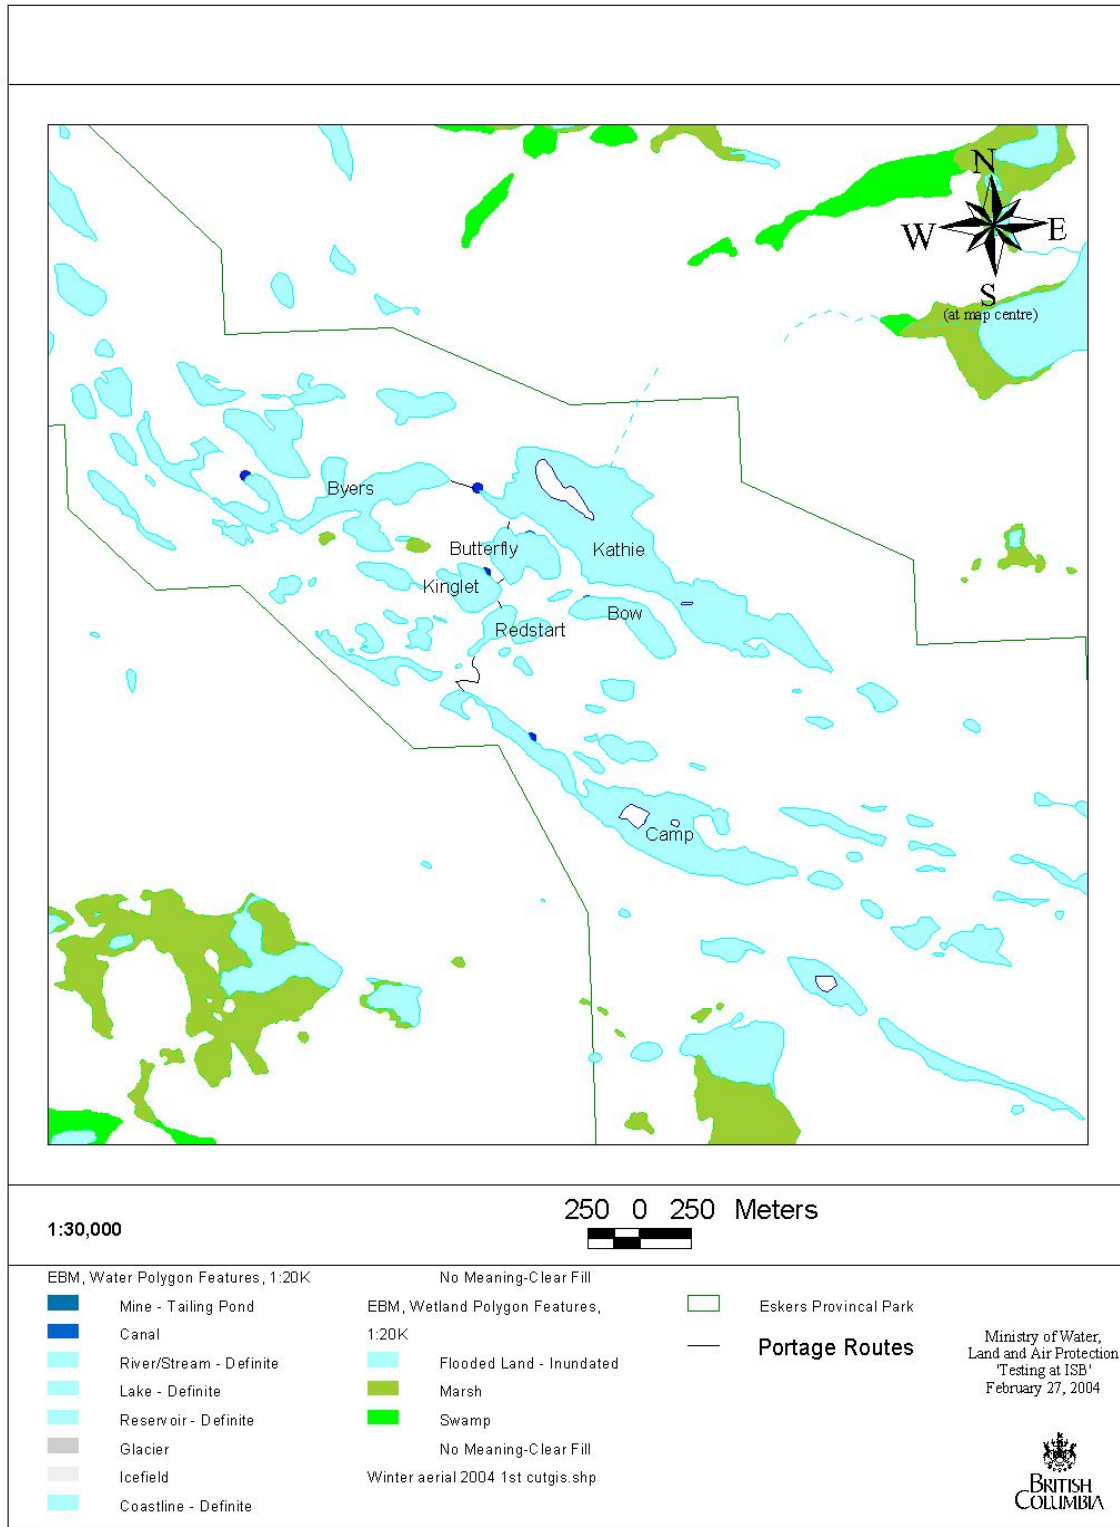 N
W E
S
(at map centre)
Byers
Butterfly
Kathie
Kinglet
Bow
Redstart
Camp
1:30,000
250 0 250 Meters
EBM, Water Polygon Features, 1:20K
Mine - Tailing Pond
Canal
River/Stream - Definite
Lake - Definite
Reservoir - Definite
Glacier
Icefield
Coastline - Definite
No Meaning-Clear Fill
EBM, Wetland Polygon Features,
1:20K
Flooded Land - Inundated
Marsh
Swamp
No Meaning-Clear Fill
Winter aerial 2004 1st cutgis.shp
Eskers Provincal Park
Portage Routes
Ministry of Water,
Land and Air Protection
'Testing at ISB'
February 27, 2004
BRITISH
COLUMBIA